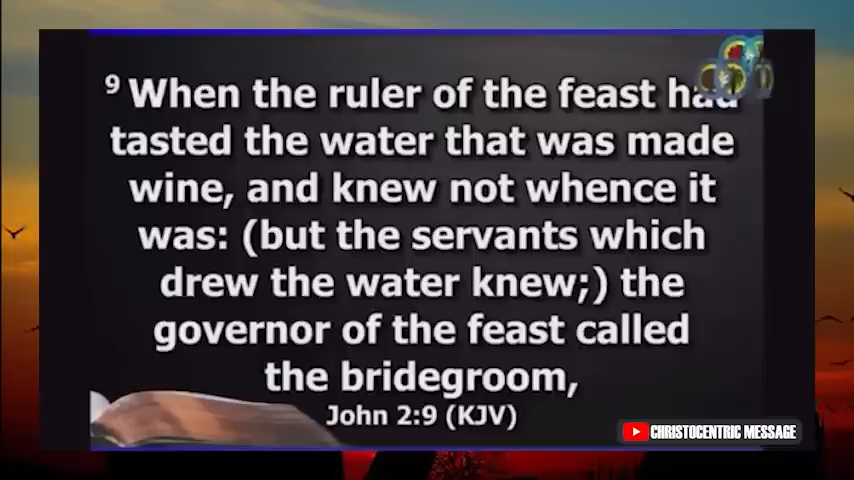 9 When the ruler of the feast had
tasted the water that was made
wine, and knew not whence it
was: (but the servants which
drew the water knew;) the
governor of the feast called
the bridegroom,
John 2:9 (KJV)
CHRISTOCENTRIC MESSAGE